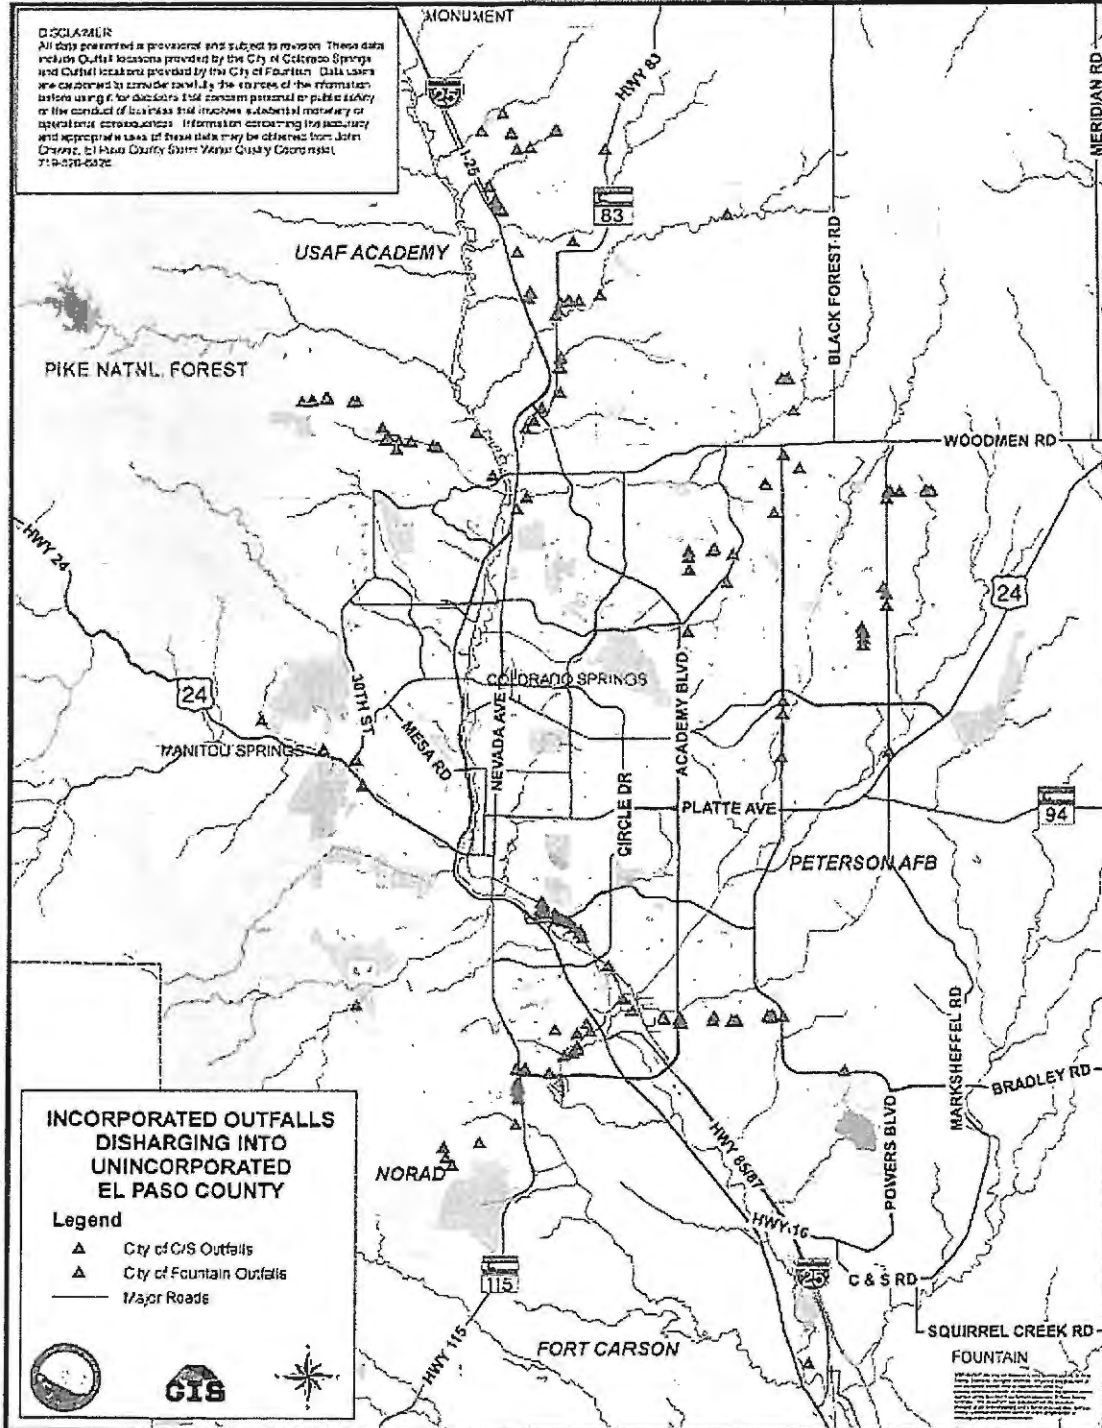 DISCLAIMER
All data presented is provisional and subject to revision. These data
include Outfall locations provided by the City of Colorado Springs
and Outfall locations provided by the City of Fountain. Data users
are cautioned to consider carefully the sources of the information
before using it for decisions that concern personal or public safety
or the conduct of business that involves substantial monetary or
operational consequences. Information concerning the accuracy
and appropriate uses of these data may be obtained from John
El Paso County Storm Water Quality Coordinator,
MONUMENT
HWY 83
MERIDIAN RD
25
I-25
83
USAF ACADEMY
BLACK FOREST RD
PIKE NATNL. FOREST
WOODMEN RD
HWY 24
24
24
30TH ST
COLORADO SPRINGS
MESA RD
NEVADA AVE
ACADEMY BLVD
MANITOU SPRINGS
CIRCLE DR
PLATTE AVE
94
PETERSON AFB
MARKSHEFFEL RD
BRADLEY RD
POWERS BLVD
HWY 85/87
NORAD
HWY 16
115
25
C & S RD
HWY 115
FORT CARSON
SQUIRREL CREEK RD
FOUNTAIN
INCORPORATED OUTFALLS
DISHARGING INTO
UNINCORPORATED
EL PASO COUNTY
Legend
City of C/S Outfalls
City of Fountain Outfalls
Major Roads
GIS